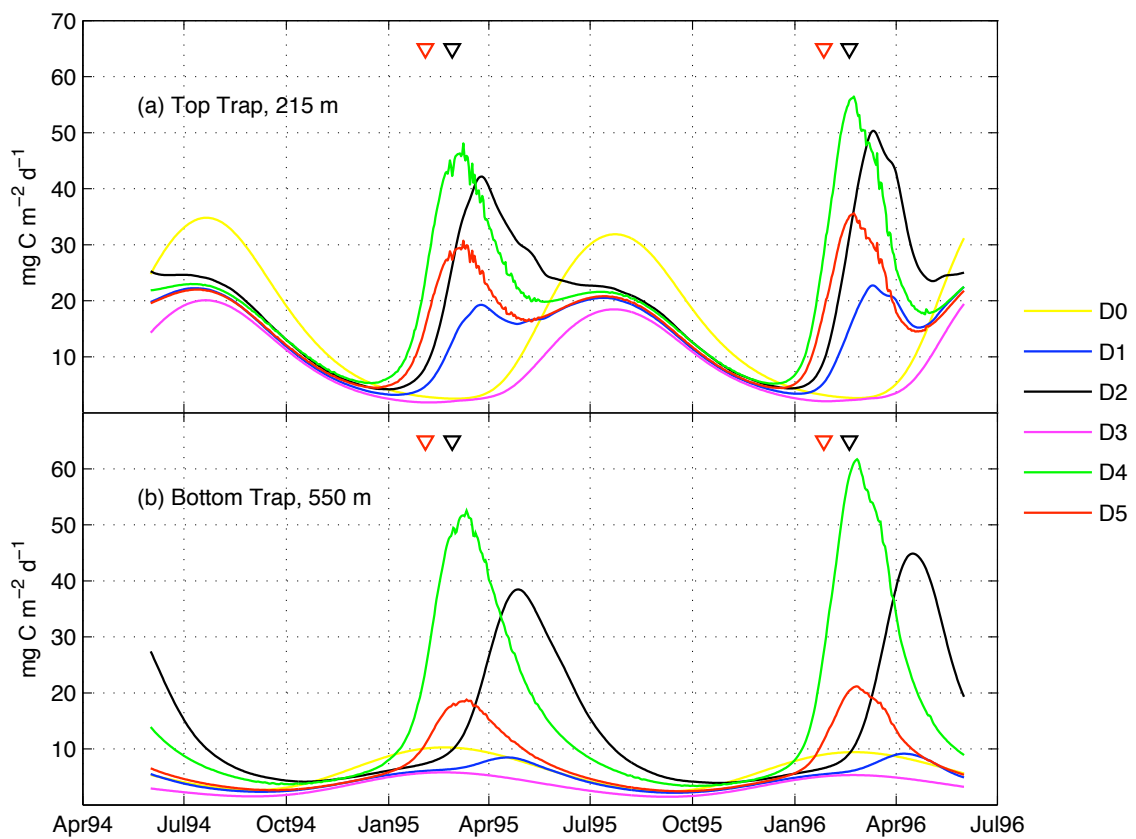 70
60
50
40
30
20
10
mg C m⁻² d⁻¹
(a) Top Trap, 215 m
60
50
40
30
20
10
mg C m⁻² d⁻¹
(b) Bottom Trap, 550 m
Apr94 Jul94 Oct94 Jan95 Apr95 Jul95 Oct95 Jan96 Apr96 Jul96
D0
D1
D2
D3
D4
D5